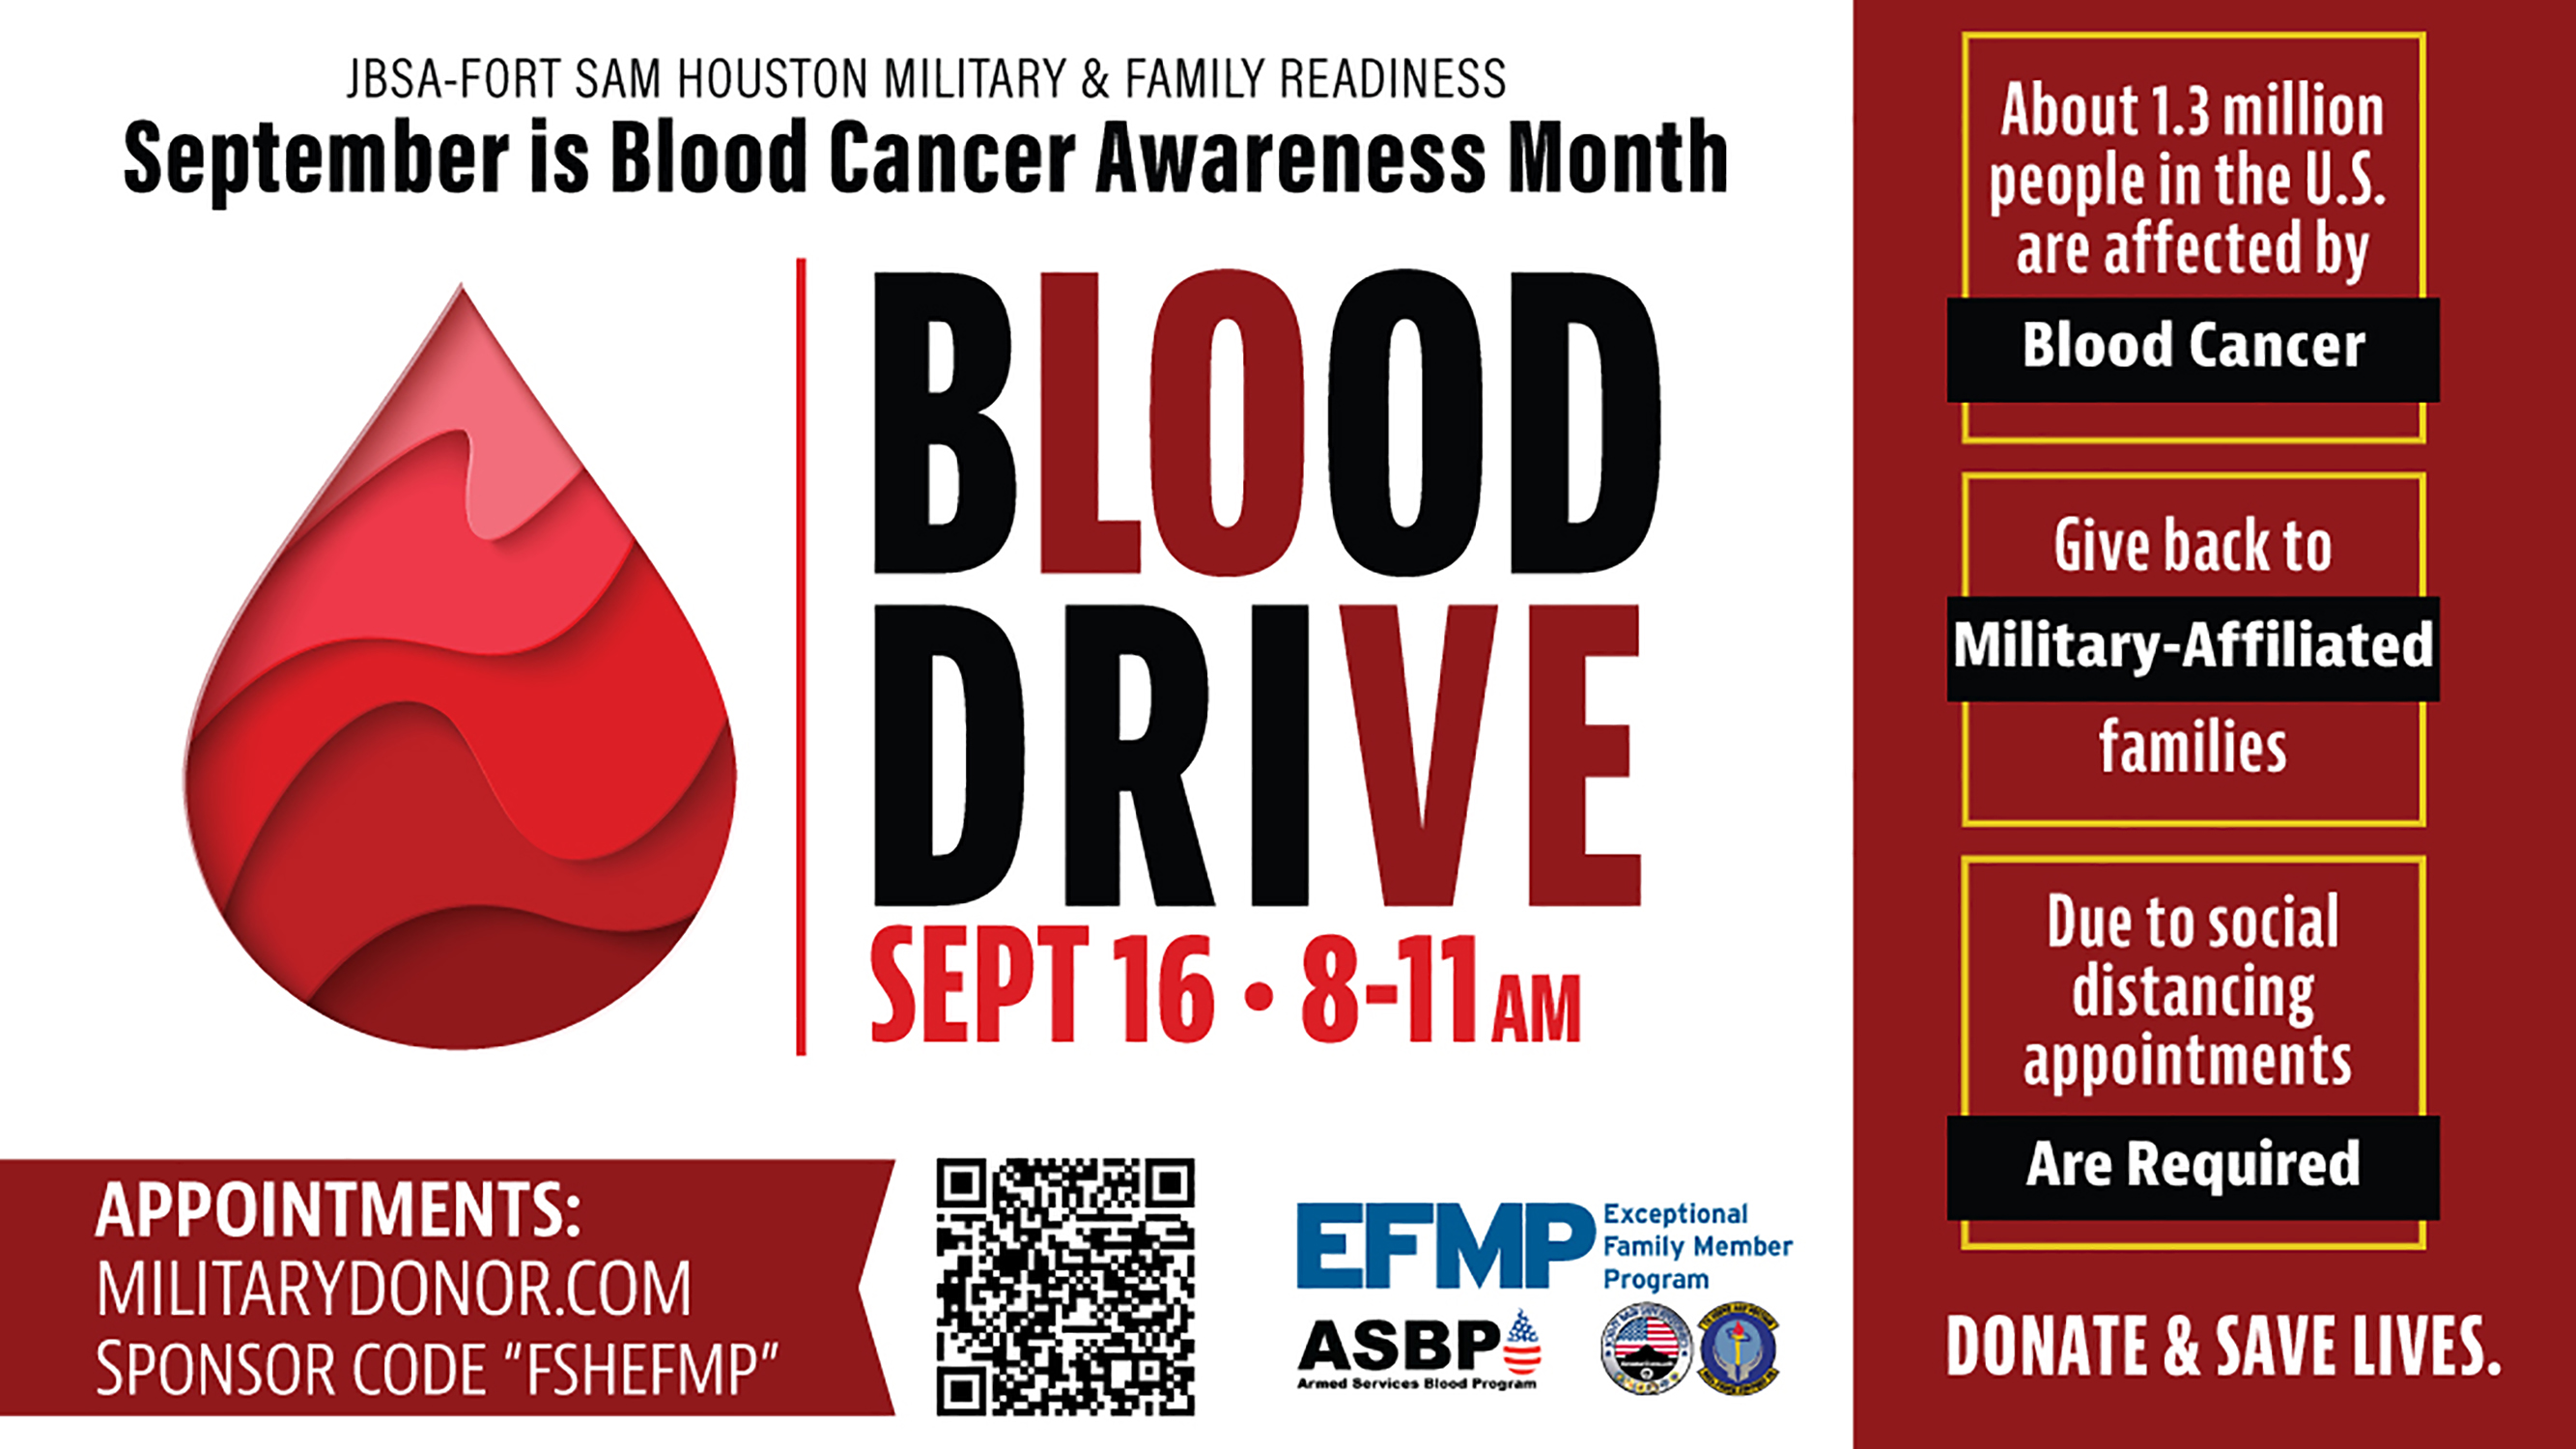 JBSA-FORT SAM HOUSTON MILITARY & FAMILY READINESS
September is Blood Cancer Awareness Month
BLOOD
DRIVE
SEPT 16 • 8-11 AM
APPOINTMENTS:
MILITARYDONOR.COM
SPONSOR CODE "FSHEFMP"
EFMP
Exceptional
Family Member
Program
ASBP
Armed Services Blood Program
About 1.3 million
people in the U.S.
are affected by
Blood Cancer
Give back to
Military-Affiliated
families
Due to social
distancing
appointments
Are Required
DONATE & SAVE LIVES.